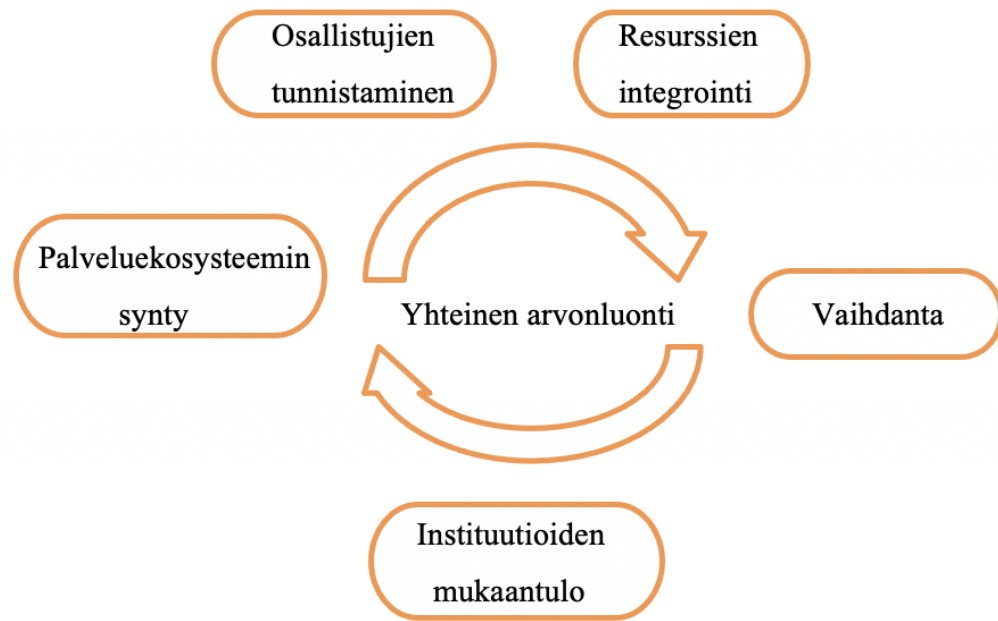 Osallistujien
tunnistaminen
Resurssien
integrointi
Palveluekosysteemin
synty
Yhteinen arvonluonti
Vaihdanta
Instituutioiden
mukaantulo